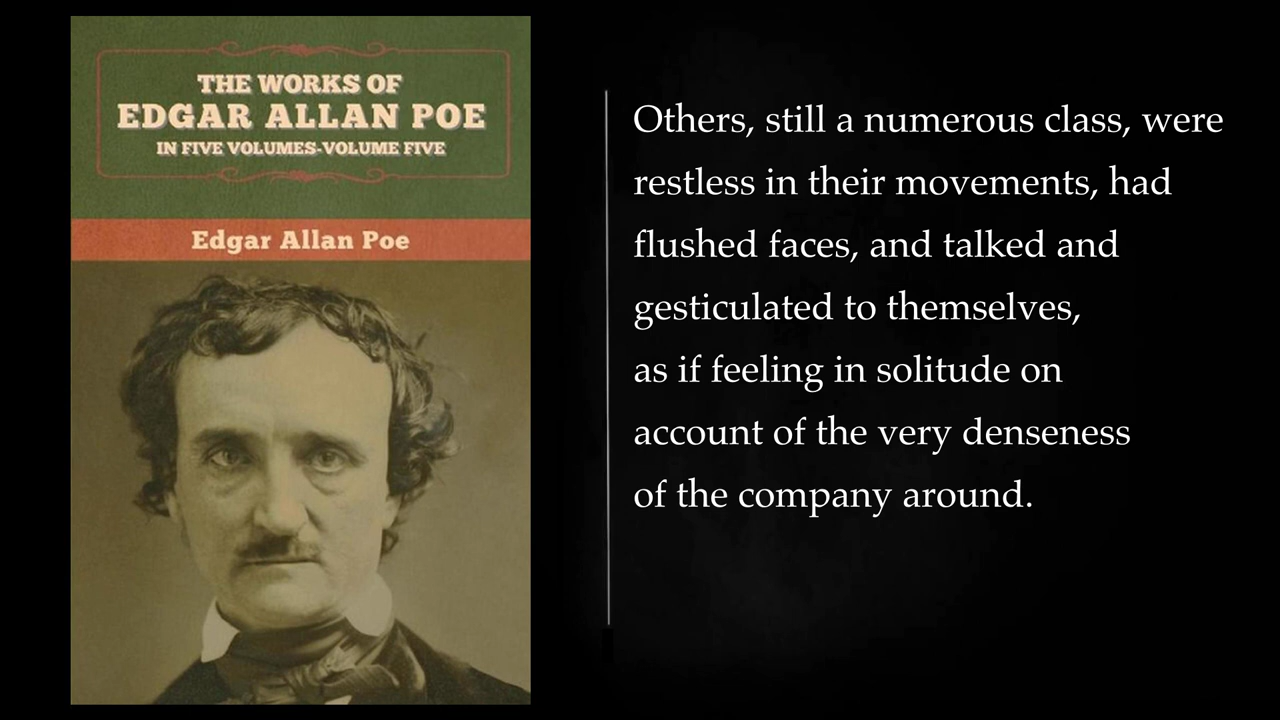 THE WORKS OF
EDGAR ALLAN POE
IN FIVE VOLUMES-VOLUME FIVE
Edgar Allan Poe
Others, still a numerous class, were
restless in their movements, had
flushed faces, and talked and
gesticulated to themselves,
as if feeling in solitude on
account of the very denseness
of the company around.